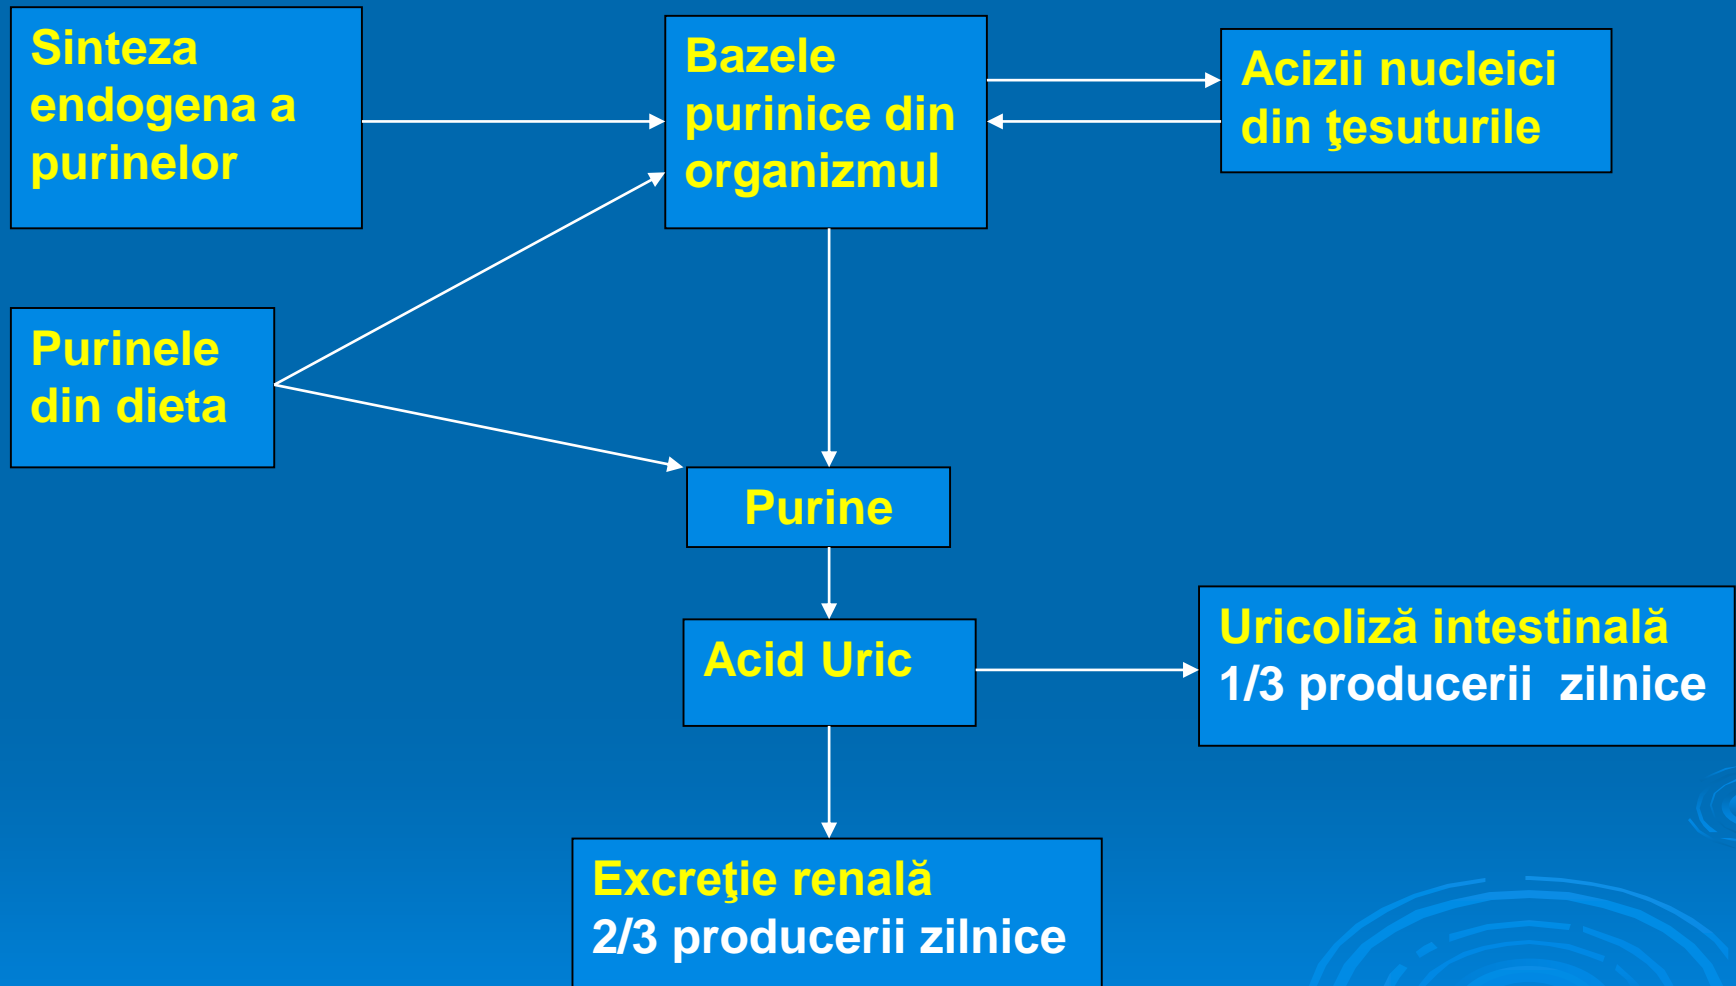 Sinteza
endogena a
purinelor
Bazele
purinice din
organizmul
Acizii nucleici
din ţesuturile
Purinele
din dieta
Purine
Acid Uric
Uricoliză intestinală
1/3 producerii  zilnice
Excreţie renală
2/3 producerii zilnice